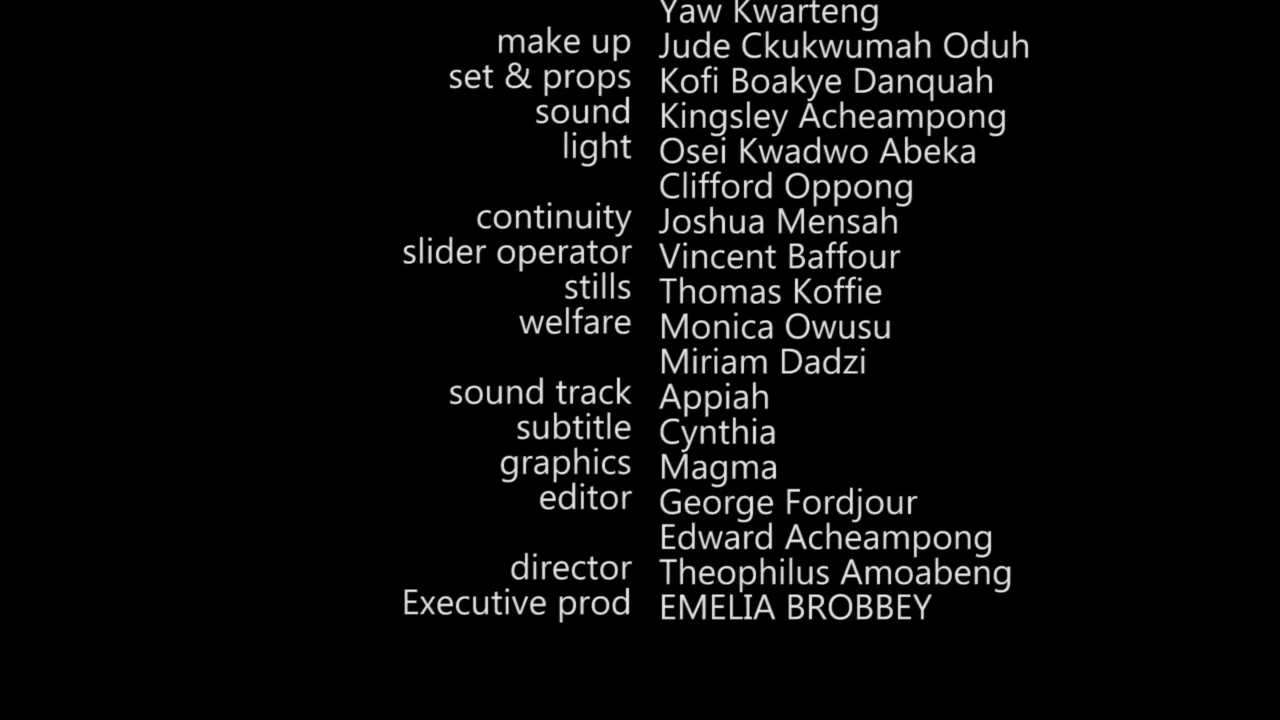 Yaw Kwarteng
make up Jude Ckukwumah Oduh
set & props Kofi Boakye Danquah
sound Kingsley Acheampong
light Osei Kwadwo Abeka
Clifford Oppong
continuity Joshua Mensah
slider operator Vincent Baffour
stills Thomas Koffie
welfare Monica Owusu
Miriam Dadzi
sound track Appiah
subtitle Cynthia
graphics Magma
editor George Fordjour
Edward Acheampong
director Theophilus Amoabeng
Executive prod EMELIA BROBBEY